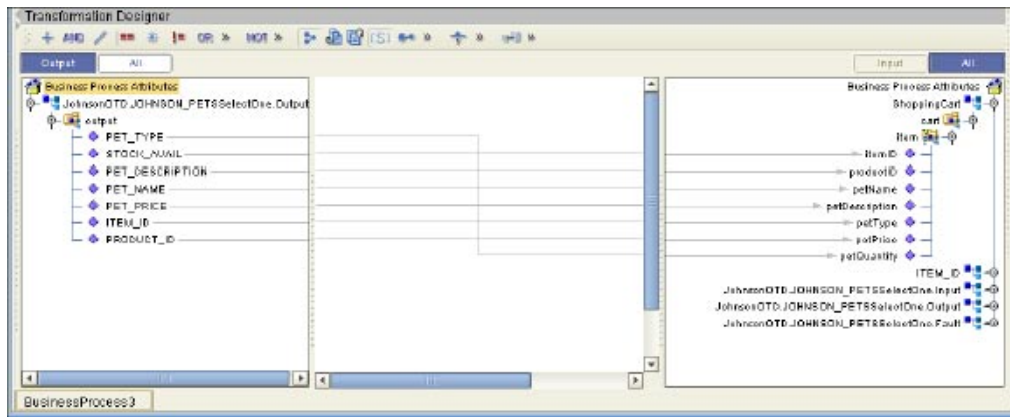 Transformation Designer
AND OR NOT
Output All Input All
Business Process Attributes
JohnsonOTD.JOHNSON_PETSSelectOne.Output
output
PET_TYPE
STOCK_AVAIL
PET_DESCRIPTION
PET_NAME
PET_PRICE
ITEM_ID
PRODUCT_ID
Business Process Attributes
ShoppingCart
cart
item
itemID
productID
petName
petDescription
petType
petPrice
petQuantity
ITEM_ID
JohnsonOTD.JOHNSON_PETSSelectOne.Input
JohnsonOTD.JOHNSON_PETSSelectOne.Output
JohnsonOTD.JOHNSON_PETSSelectOne.Fault
BusinessProcess3